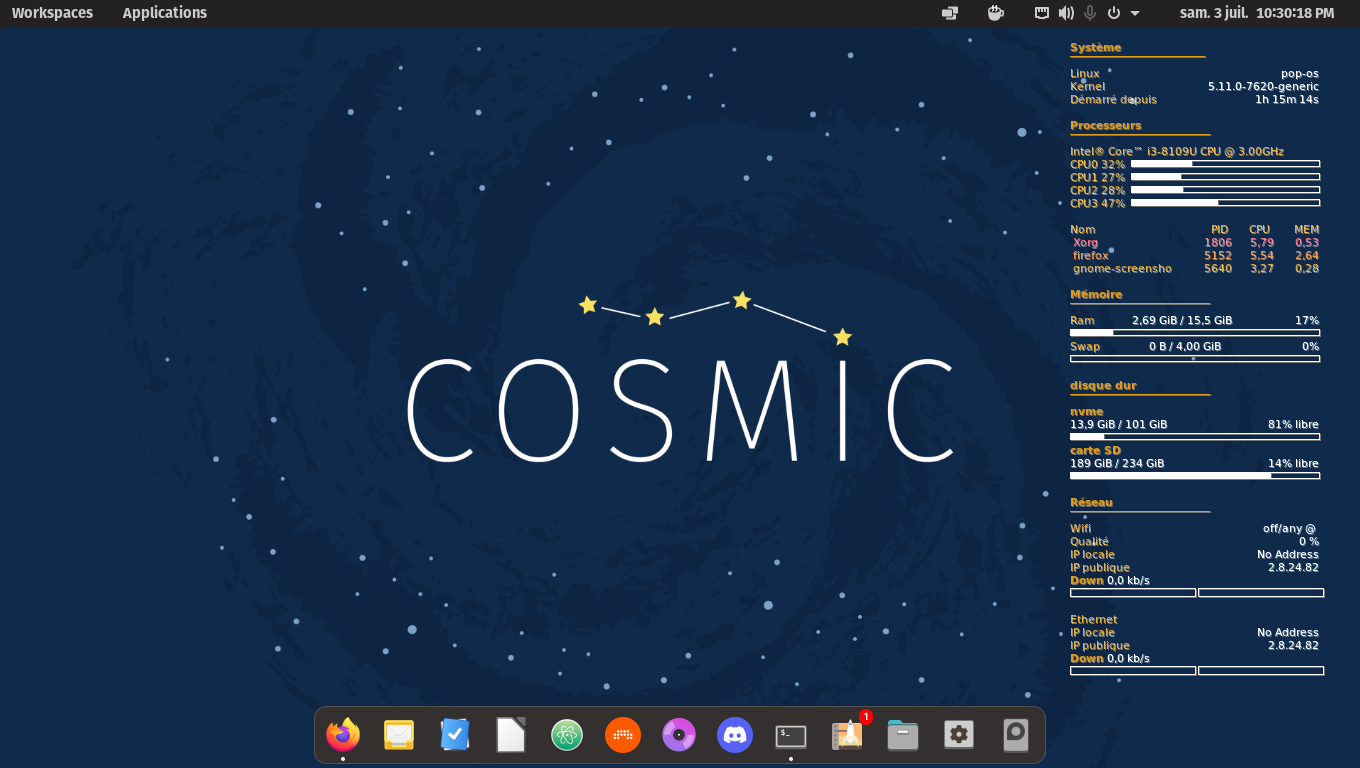 Workspaces Applications sam. 3 juil. 10:30:18 PM
Système
Linux pop-os
Kernel 5.11.0-7620-generic
Démarré depuis 1h 15m 14s
Processeurs
Intel® Core™ i3-8109U CPU @ 3.00GHz
CPU0 32%
CPU1 27%
CPU2 28%
CPU3 47%
Nom PID CPU MEM
Xorg 1806 5,79 0,53
firefox 5152 5,54 2,64
gnome-screensho 5640 3,27 0,28
Mémoire
Ram 2,69 GiB / 15,5 GiB 17%
Swap 0 B / 4,00 GiB 0%
disque dur
nvme
13,9 GiB / 101 GiB 81% libre
carte SD
189 GiB / 234 GiB 14% libre
Réseau
Wifi off/any @
Qualité 0 %
IP locale No Address
IP publique 2.8.24.82
Down 0,0 kb/s
Ethernet
IP locale No Address
IP publique 2.8.24.82
Down 0,0 kb/s
COSMIC
$_
1